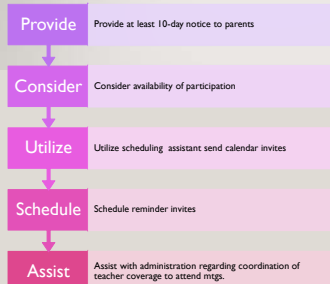 Provide
Provide at least 10-day notice to parents
Consider
Consider availability of participation
Utilize
Utilize scheduling assistant send calendar invites
Schedule
Schedule reminder invites
Assist
Assist with administration regarding coordination of
teacher coverage to attend mtgs.